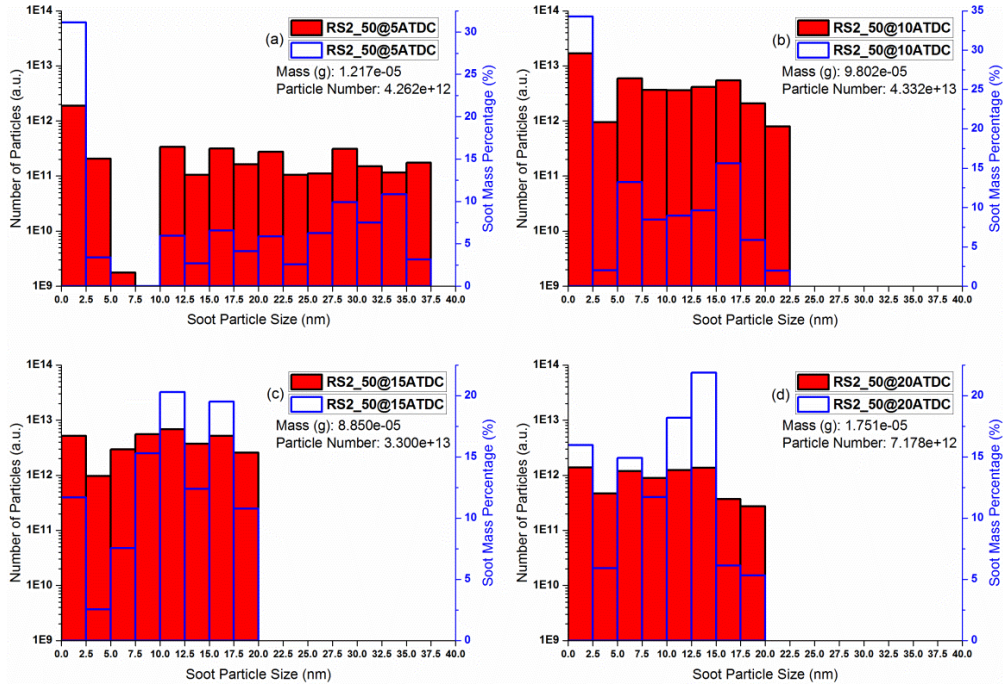 (a)
RS2_50@5ATDC
RS2_50@5ATDC
Mass (g): 1.217e-05
Particle Number: 4.262e+12
Number of Particles (a.u.)
1E14
1E13
1E12
1E11
1E10
1E9
Soot Mass Percentage (%)
30
25
20
15
10
5
0
0.0 2.5 5.0 7.5 10.0 12.5 15.0 17.5 20.0 22.5 25.0 27.5 30.0 32.5 35.0 37.5 40.0
Soot Particle Size (nm)
(b)
RS2_50@10ATDC
RS2_50@10ATDC
Mass (g): 9.802e-05
Particle Number: 4.332e+13
Number of Particles (a.u.)
1E14
1E13
1E12
1E11
1E10
1E9
Soot Mass Percentage (%)
35
30
25
20
15
10
5
0
0.0 2.5 5.0 7.5 10.0 12.5 15.0 17.5 20.0 22.5 25.0 27.5 30.0 32.5 35.0 37.5 40.0
Soot Particle Size (nm)
(c)
RS2_50@15ATDC
RS2_50@15ATDC
Mass (g): 8.850e-05
Particle Number: 3.300e+13
Number of Particles (a.u.)
1E14
1E13
1E12
1E11
1E10
1E9
Soot Mass Percentage (%)
20
15
10
5
0
0.0 2.5 5.0 7.5 10.0 12.5 15.0 17.5 20.0 22.5 25.0 27.5 30.0 32.5 35.0 37.5 40.0
Soot Particle Size (nm)
(d)
RS2_50@20ATDC
RS2_50@20ATDC
Mass (g): 1.751e-05
Particle Number: 7.178e+12
Number of Particles (a.u.)
1E14
1E13
1E12
1E11
1E10
1E9
Soot Mass Percentage (%)
20
15
10
5
0
0.0 2.5 5.0 7.5 10.0 12.5 15.0 17.5 20.0 22.5 25.0 27.5 30.0 32.5 35.0 37.5 40.0
Soot Particle Size (nm)